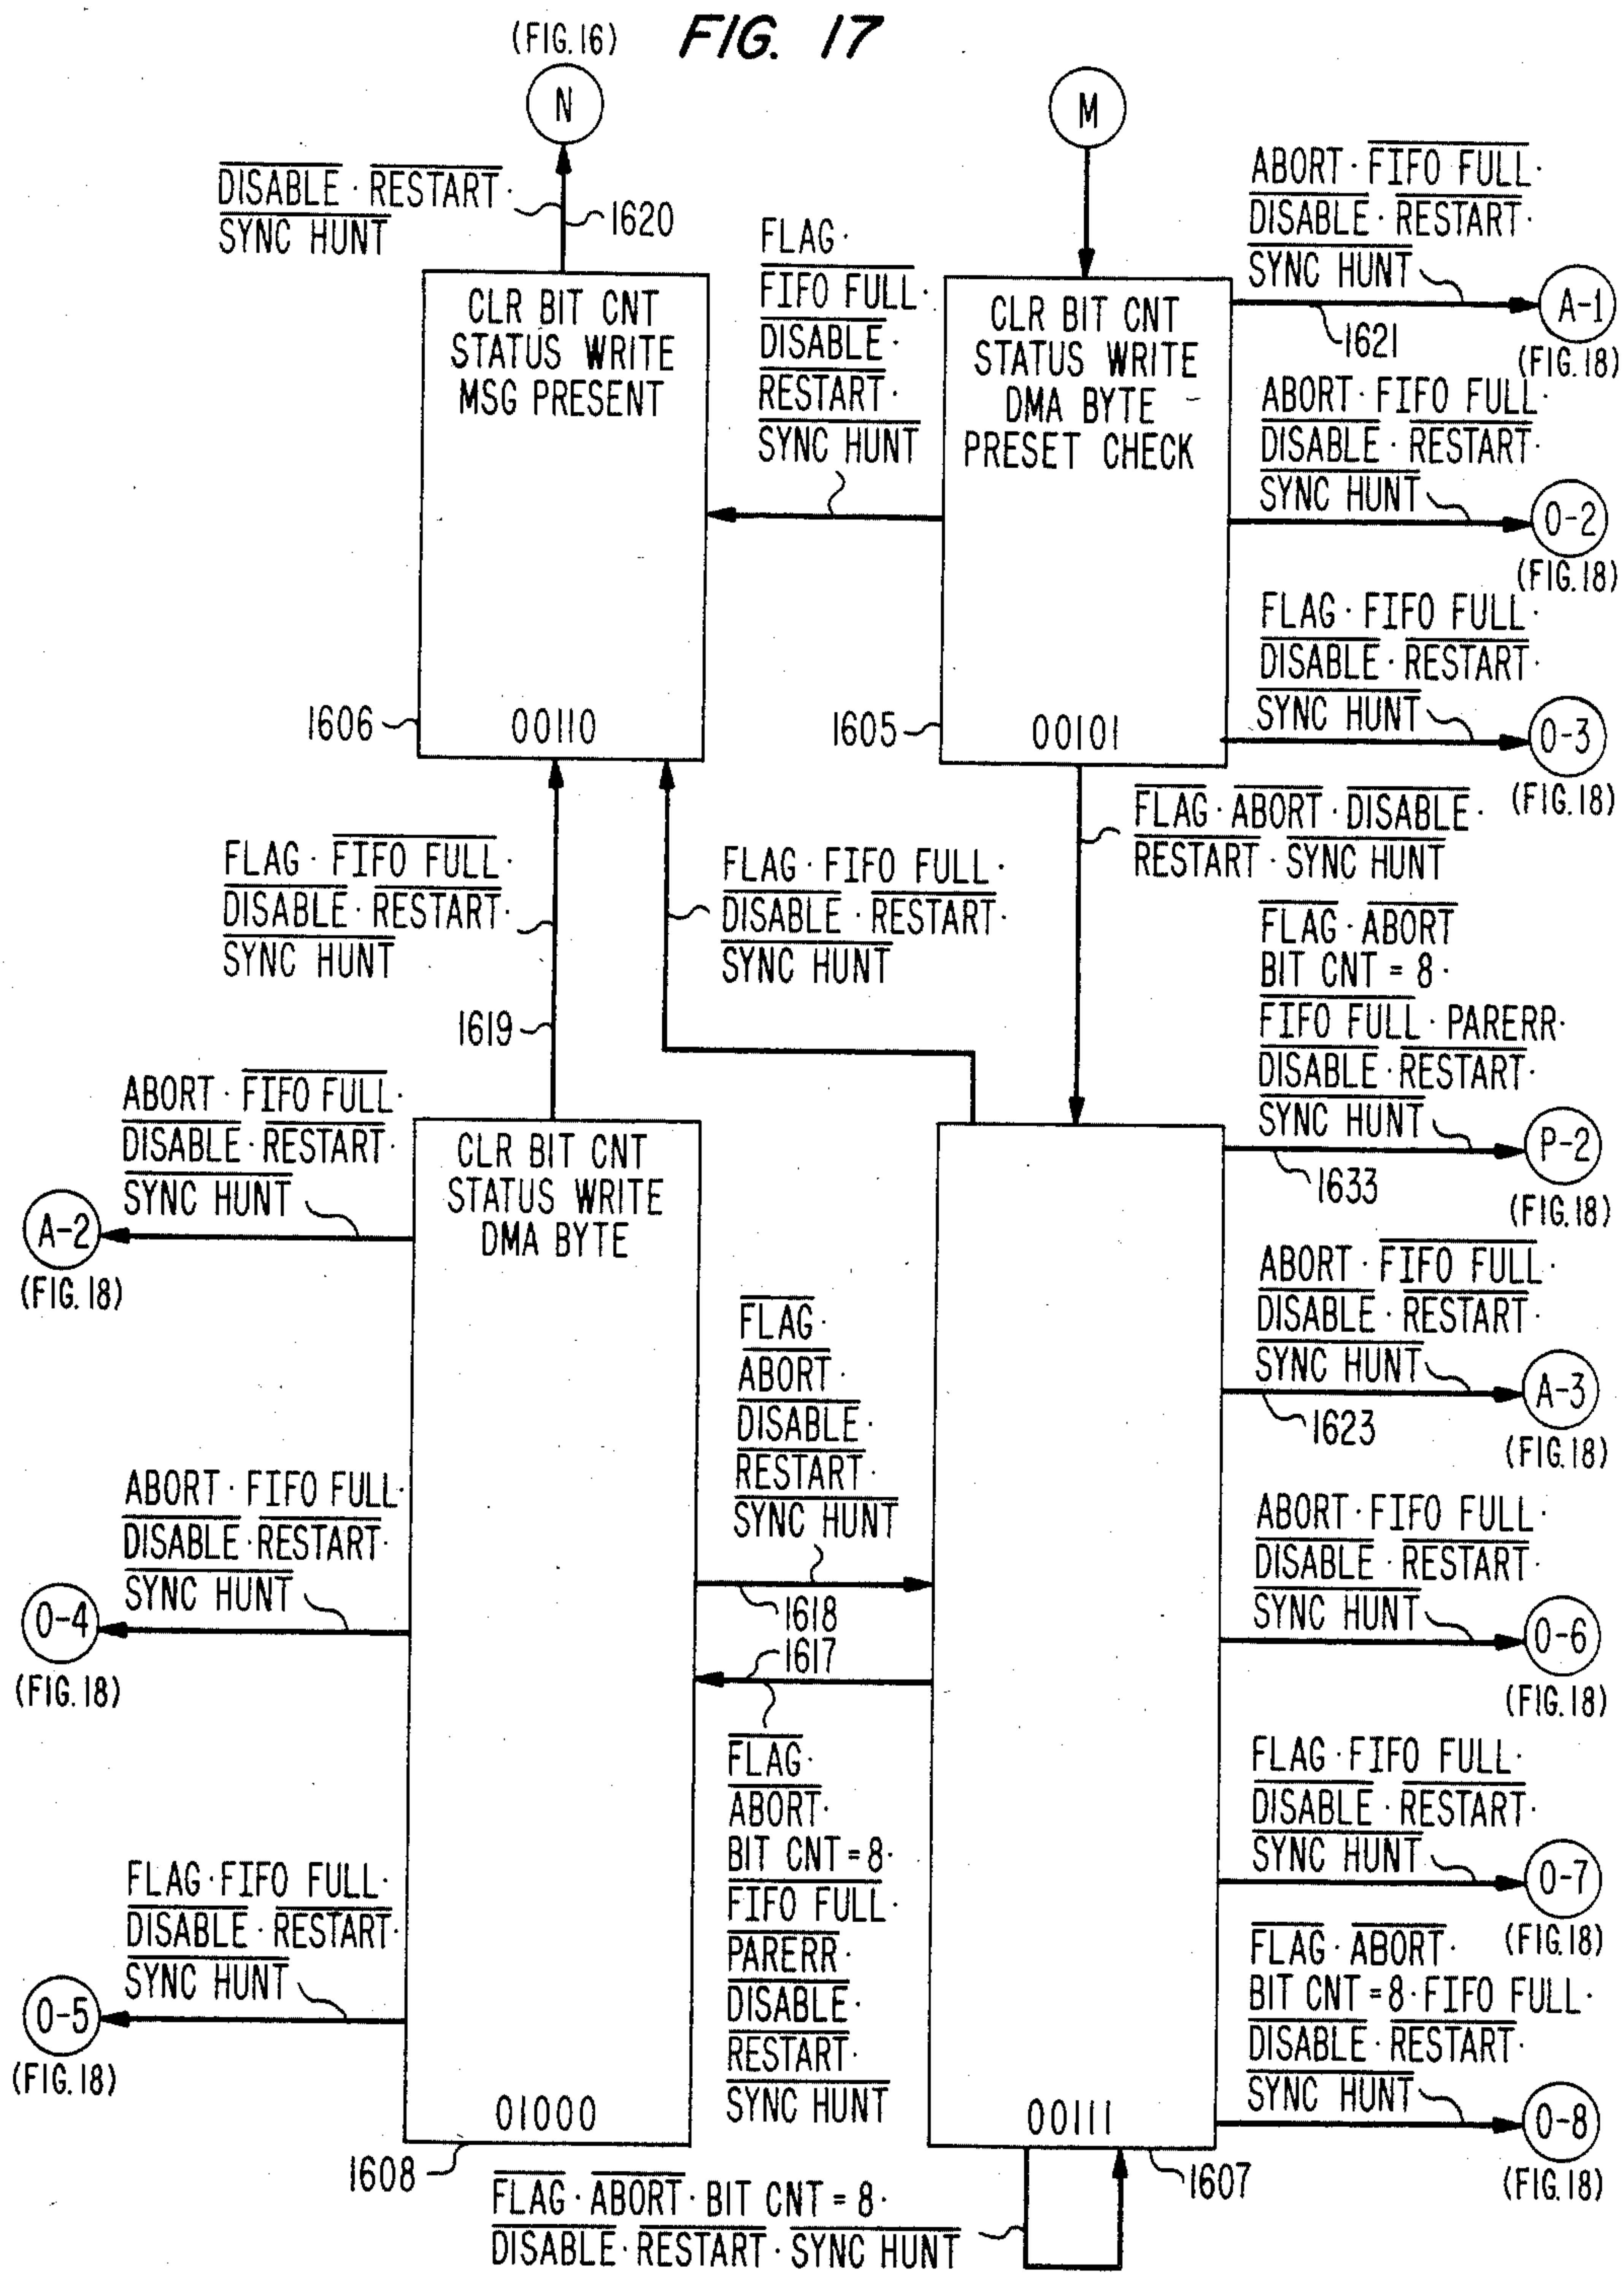 FIG. 17
(FIG. 16)
N
M
DISABLE · RESTART ·
SYNC HUNT
1620
FLAG ·
FIFO FULL ·
DISABLE ·
RESTART ·
SYNC HUNT
ABORT · FIFO FULL ·
DISABLE · RESTART ·
SYNC HUNT
1621
A-1
(FIG. 18)
CLR BIT CNT
STATUS WRITE
MSG PRESENT
00110
1606
CLR BIT CNT
STATUS WRITE
DMA BYTE
PRESET CHECK
00101
1605
ABORT · FIFO FULL ·
DISABLE · RESTART ·
SYNC HUNT
O-2
(FIG. 18)
FLAG · FIFO FULL ·
DISABLE · RESTART ·
SYNC HUNT
O-3
(FIG. 18)
FLAG · ABORT · DISABLE ·
RESTART · SYNC HUNT
FLAG · FIFO FULL ·
DISABLE · RESTART ·
SYNC HUNT
1619
FLAG · FIFO FULL ·
DISABLE · RESTART ·
SYNC HUNT
FLAG · ABORT
BIT CNT = 8 ·
FIFO FULL · PARERR ·
DISABLE · RESTART ·
SYNC HUNT
1633
P-2
(FIG. 18)
ABORT · FIFO FULL ·
DISABLE · RESTART ·
SYNC HUNT
A-2
(FIG. 18)
CLR BIT CNT
STATUS WRITE
DMA BYTE
ABORT · FIFO FULL ·
DISABLE · RESTART ·
SYNC HUNT
1623
A-3
(FIG. 18)
FLAG ·
ABORT ·
DISABLE ·
RESTART ·
SYNC HUNT
1618
1617
ABORT · FIFO FULL ·
DISABLE · RESTART ·
SYNC HUNT
O-4
(FIG. 18)
ABORT · FIFO FULL ·
DISABLE · RESTART ·
SYNC HUNT
O-6
(FIG. 18)
FLAG ·
ABORT ·
BIT CNT = 8 ·
FIFO FULL ·
PARERR ·
DISABLE ·
RESTART ·
SYNC HUNT
FLAG · FIFO FULL ·
DISABLE · RESTART ·
SYNC HUNT
O-7
(FIG. 18)
FLAG · FIFO FULL ·
DISABLE · RESTART ·
SYNC HUNT
O-5
(FIG. 18)
FLAG · ABORT ·
BIT CNT = 8 · FIFO FULL ·
DISABLE · RESTART ·
SYNC HUNT
O-8
(FIG. 18)
01000
1608
00111
1607
FLAG · ABORT · BIT CNT = 8 ·
DISABLE · RESTART · SYNC HUNT